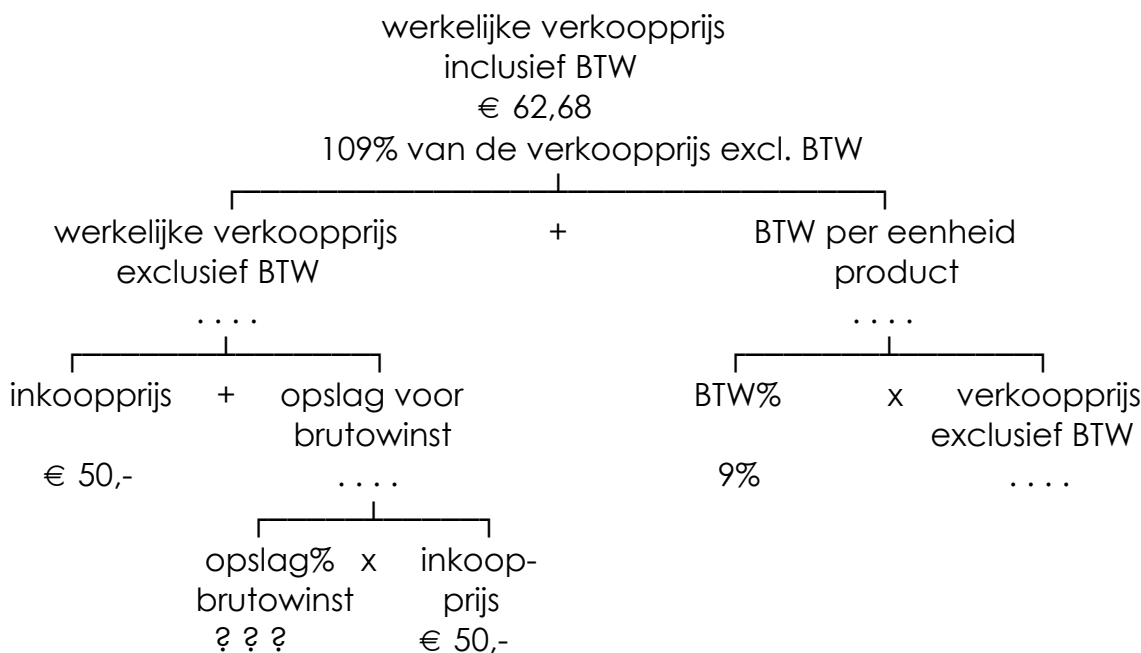 werkelijke verkoopprijs
inclusief BTW
€ 62,68
109% van de verkoopprijs excl. BTW
werkelijke verkoopprijs + BTW per eenheid
exclusief BTW product
. . . . . . . .
inkoopprijs + opslag voor BTW% x verkoopprijs
brutowinst exclusief BTW
€ 50,- . . . . 9% . . . .
opslag% x inkoop-
brutowinst prijs
? ? ? € 50,-